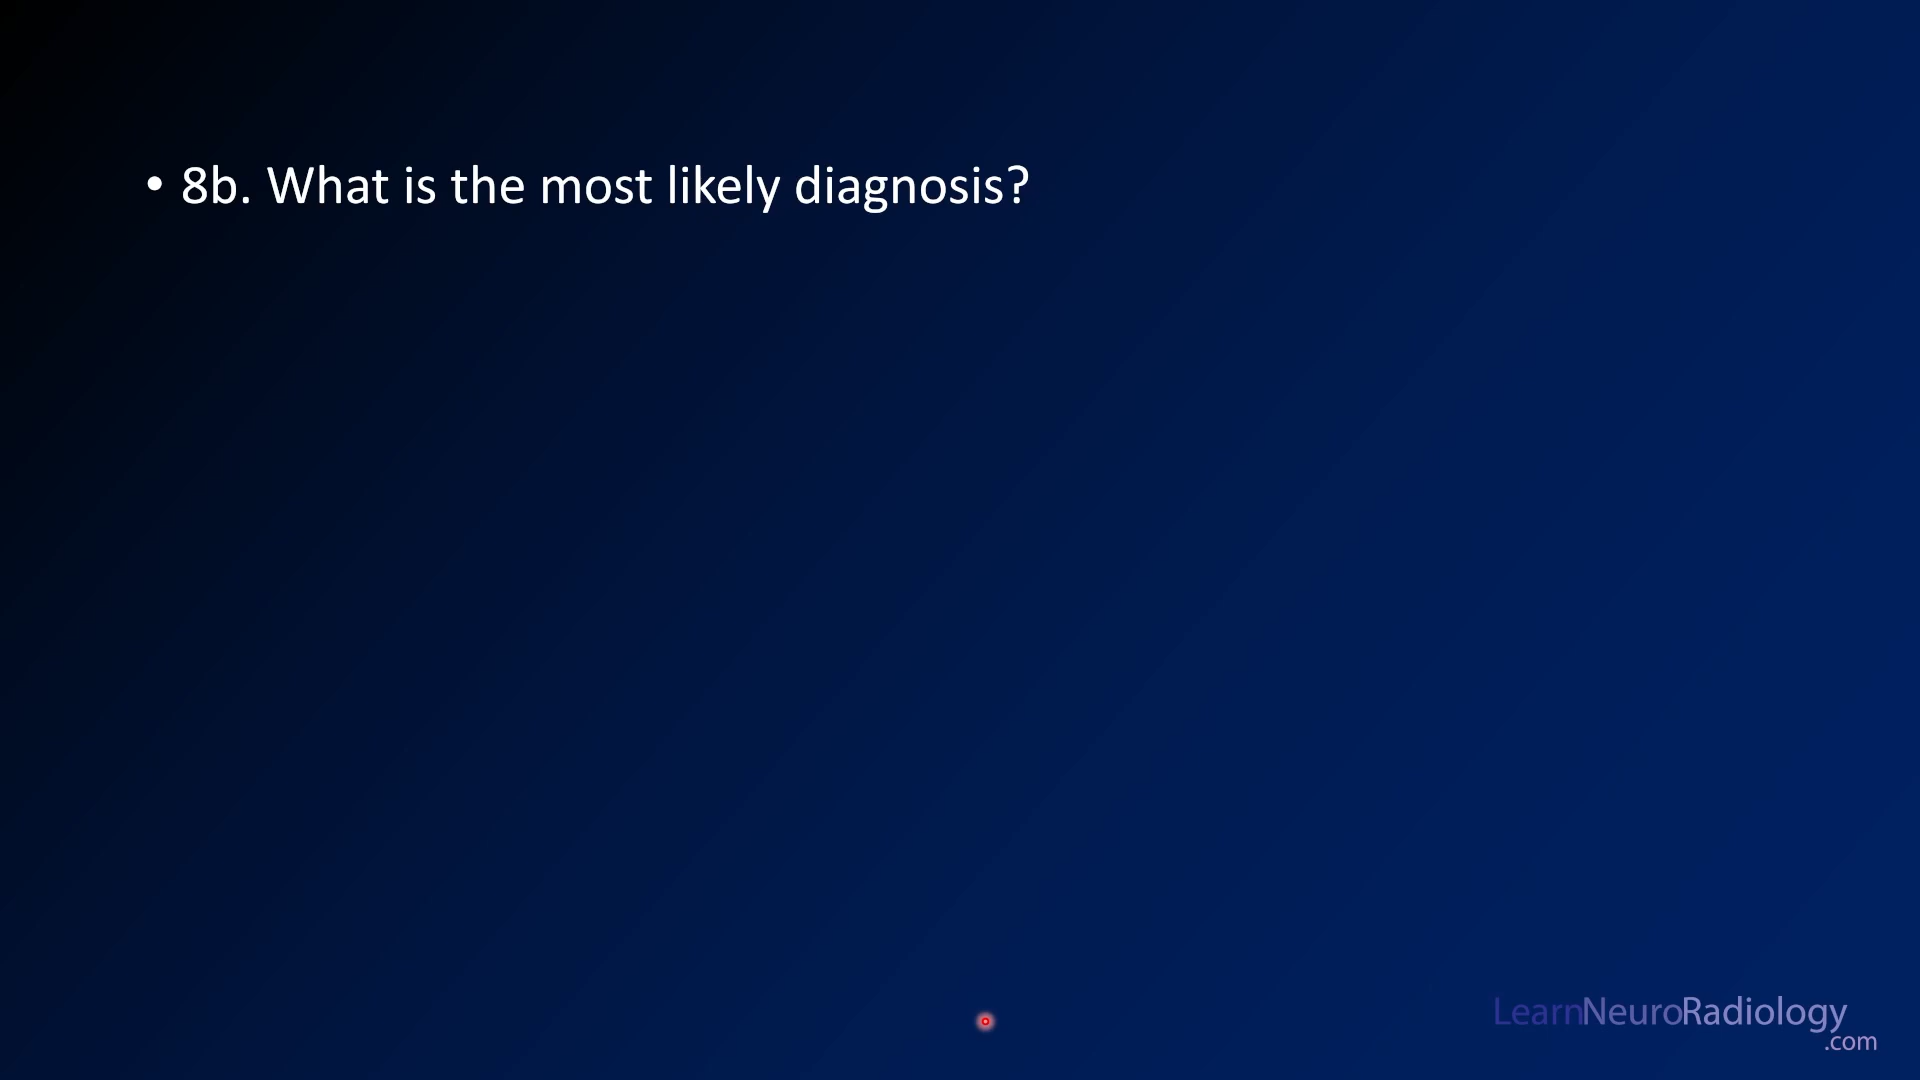 • 8b. What is the most likely diagnosis?
LearnNeuroRadiology
.com